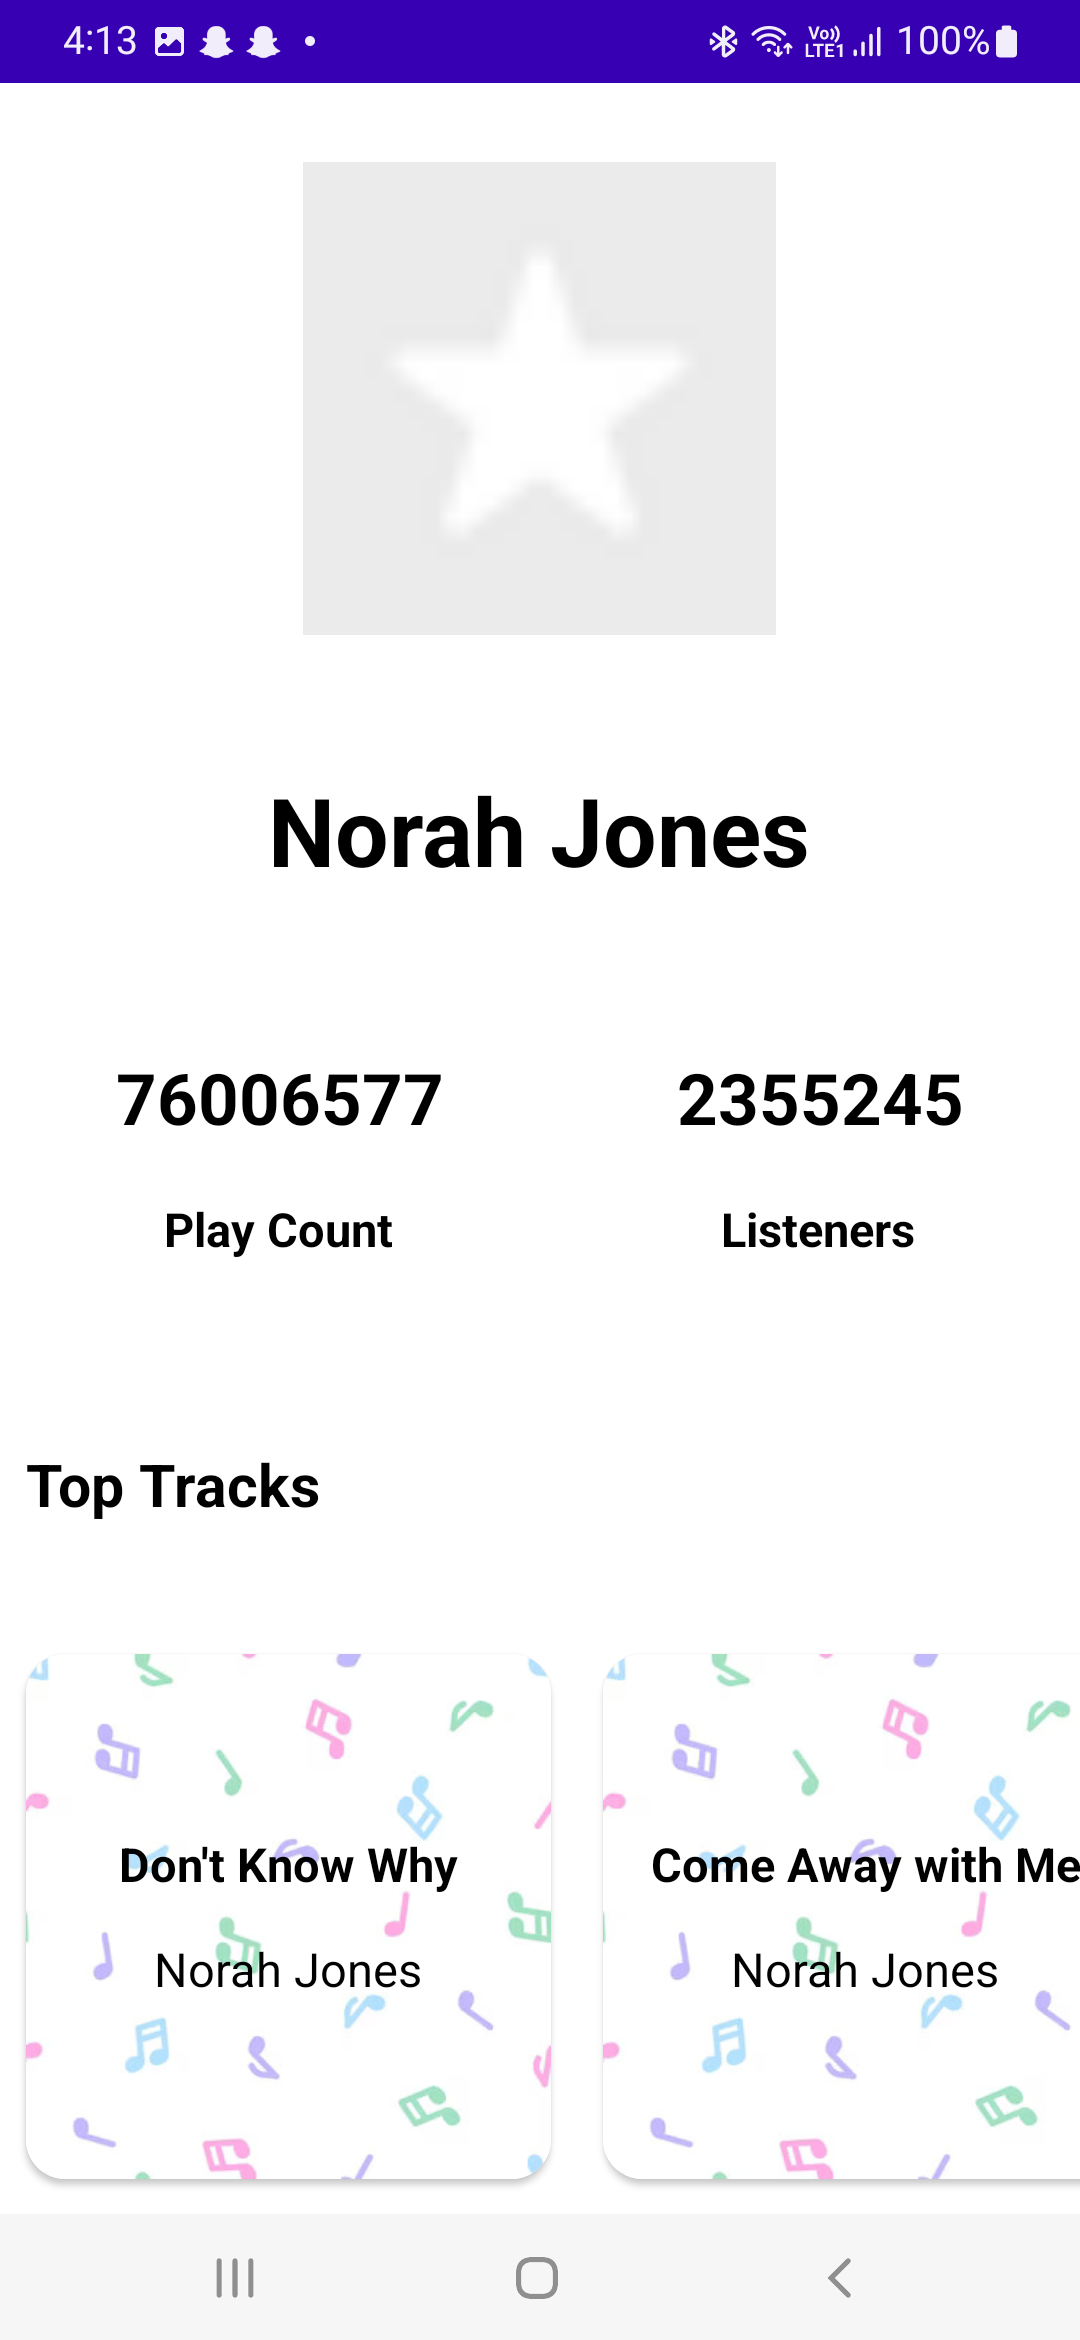 4:13 Vo)) LTE1 100%
Norah Jones
76006577 2355245
Play Count Listeners
Top Tracks
Don't Know Why Come Away with Me
Norah Jones Norah Jones